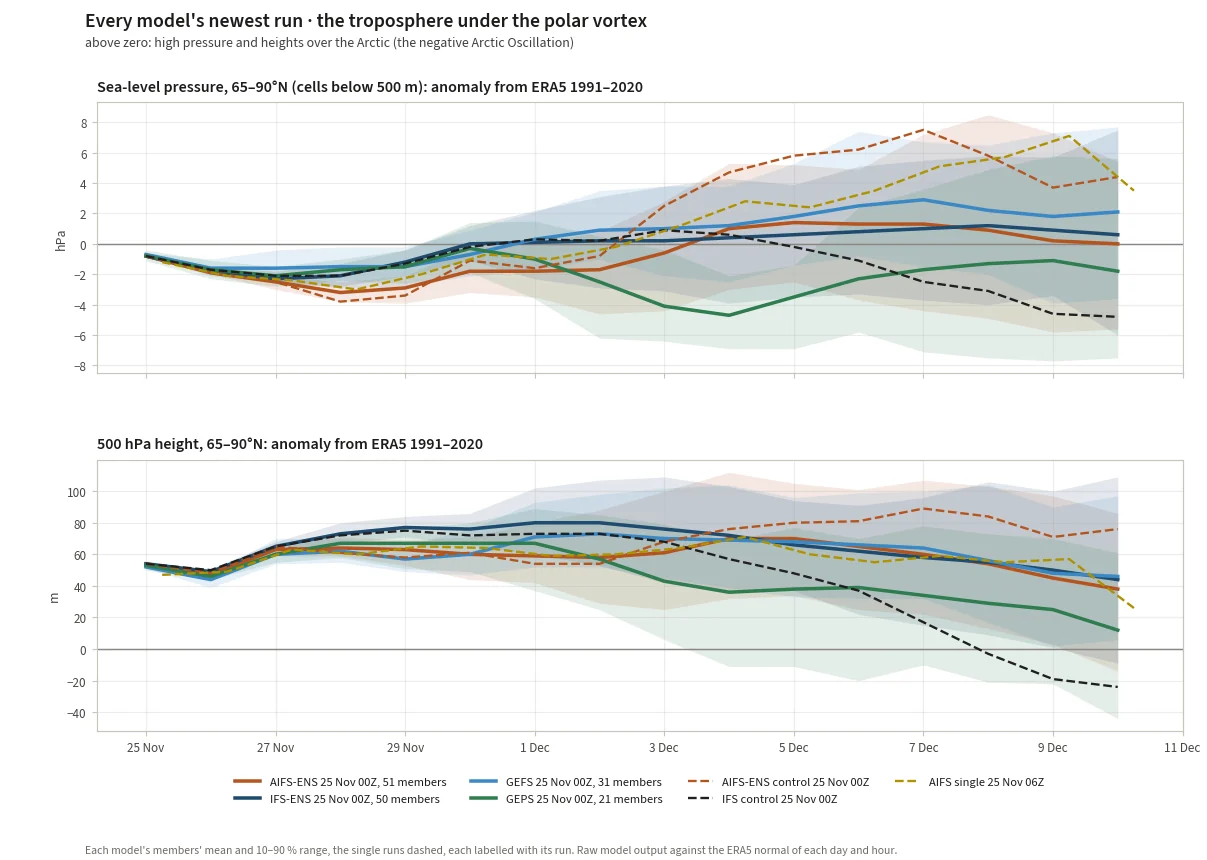 Every model's newest run · the troposphere under the polar vortex
above zero: high pressure and heights over the Arctic (the negative Arctic Oscillation)
Sea-level pressure, 65–90°N (cells below 500 m): anomaly from ERA5 1991–2020
8
6
4
2
0
−2
−4
−6
−8
hPa
500 hPa height, 65–90°N: anomaly from ERA5 1991–2020
100
80
60
40
20
0
−20
−40
m
25 Nov 27 Nov 29 Nov 1 Dec 3 Dec 5 Dec 7 Dec 9 Dec 11 Dec
AIFS-ENS 25 Nov 00Z, 51 members GEFS 25 Nov 00Z, 31 members AIFS-ENS control 25 Nov 00Z AIFS single 25 Nov 06Z
IFS-ENS 25 Nov 00Z, 50 members GEPS 25 Nov 00Z, 21 members IFS control 25 Nov 00Z
Each model's members' mean and 10–90 % range, the single runs dashed, each labelled with its run. Raw model output against the ERA5 normal of each day and hour.